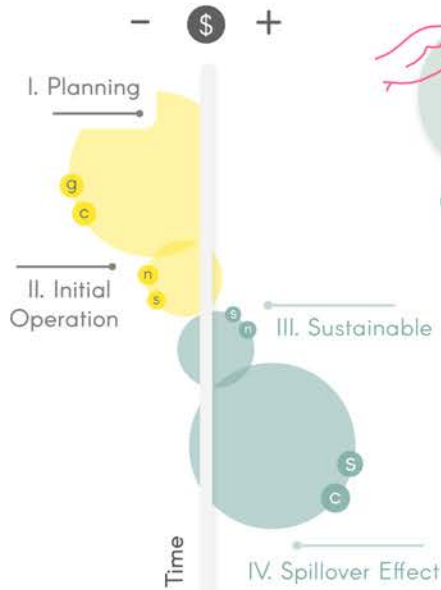 − $ +
I. Planning
g
c
II. Initial
Operation
n
s
s
n
III. Sustainable
S
c
Time
IV. Spillover Effect